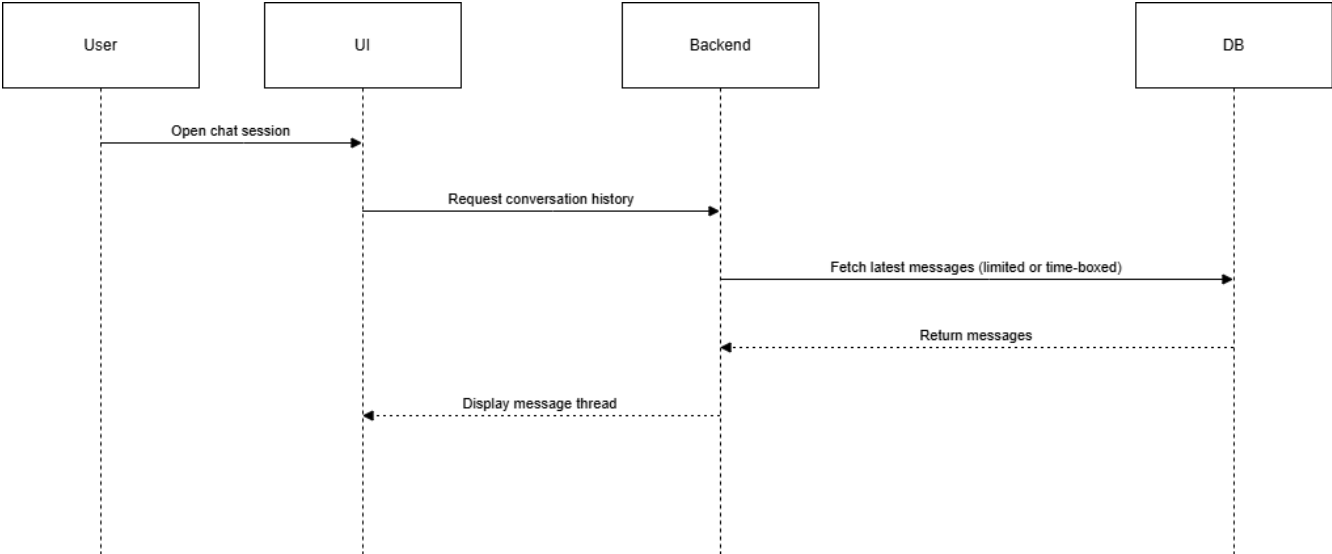 User
UI
Backend
DB
Open chat session
Request conversation history
Fetch latest messages (limited or time-boxed)
Return messages
Display message thread